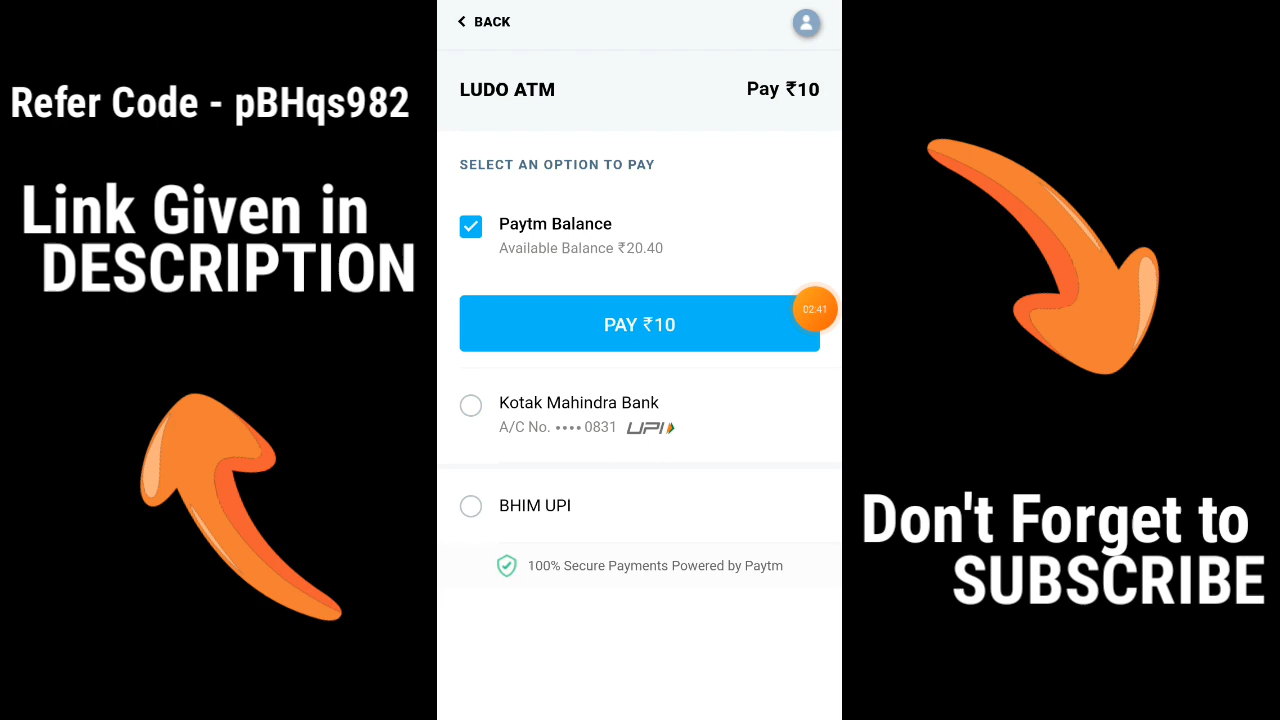 Refer Code - pBHqs982
Link Given in
DESCRIPTION
BACK
LUDO ATM
Pay ₹10
SELECT AN OPTION TO PAY
Paytm Balance
Available Balance ₹20.40
PAY ₹10
02:41
Kotak Mahindra Bank
A/C No. •••• 0831 UPI
BHIM UPI
100% Secure Payments Powered by Paytm
Don't Forget to
SUBSCRIBE